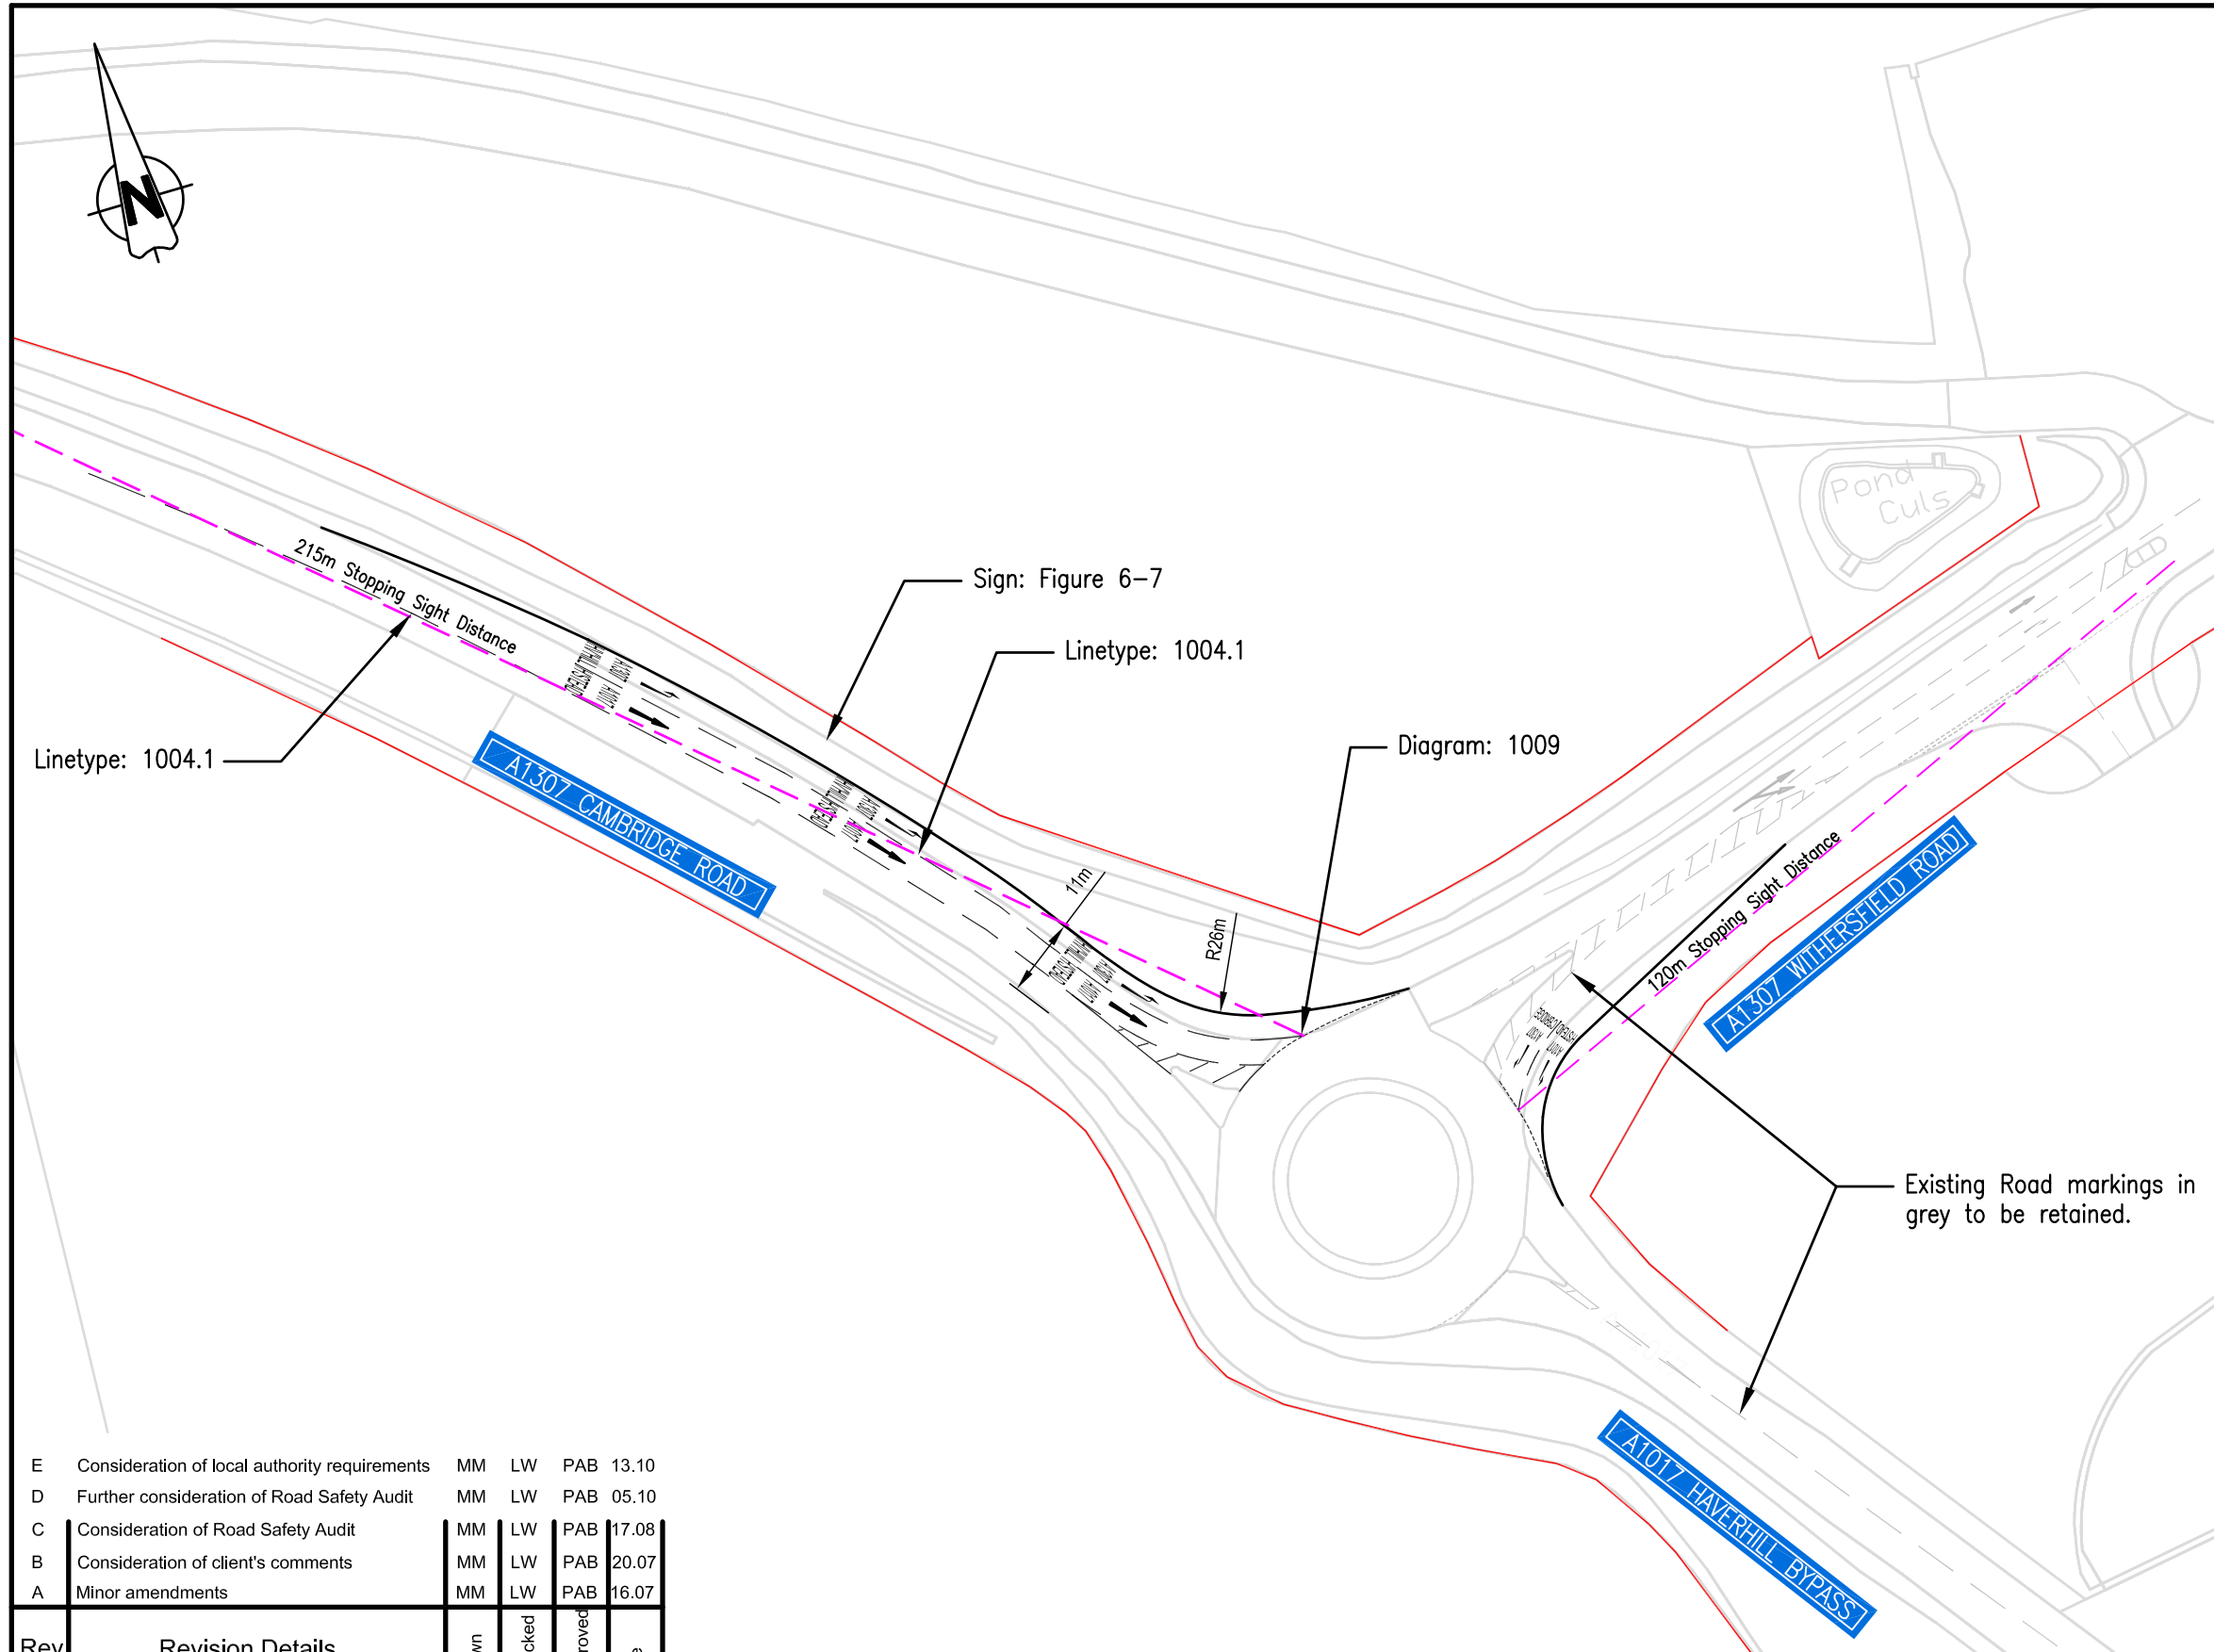 N
Pond
Culs
215m Stopping Sight Distance
Sign: Figure 6-7
Linetype: 1004.1
Linetype: 1004.1
A1307 CAMBRIDGE ROAD
Diagram: 1009
11m
R26m
120m Stopping Sight Distance
A1307 WITHERSFIELD ROAD
Existing Road markings in
grey to be retained.
A1017 HAVERHILL BYPASS
E Consideration of local authority requirements MM LW PAB 13.10
D Further consideration of Road Safety Audit MM LW PAB 05.10
C Consideration of Road Safety Audit MM LW PAB 17.08
B Consideration of client's comments MM LW PAB 20.07
A Minor amendments MM LW PAB 16.07
Rev Revision Details